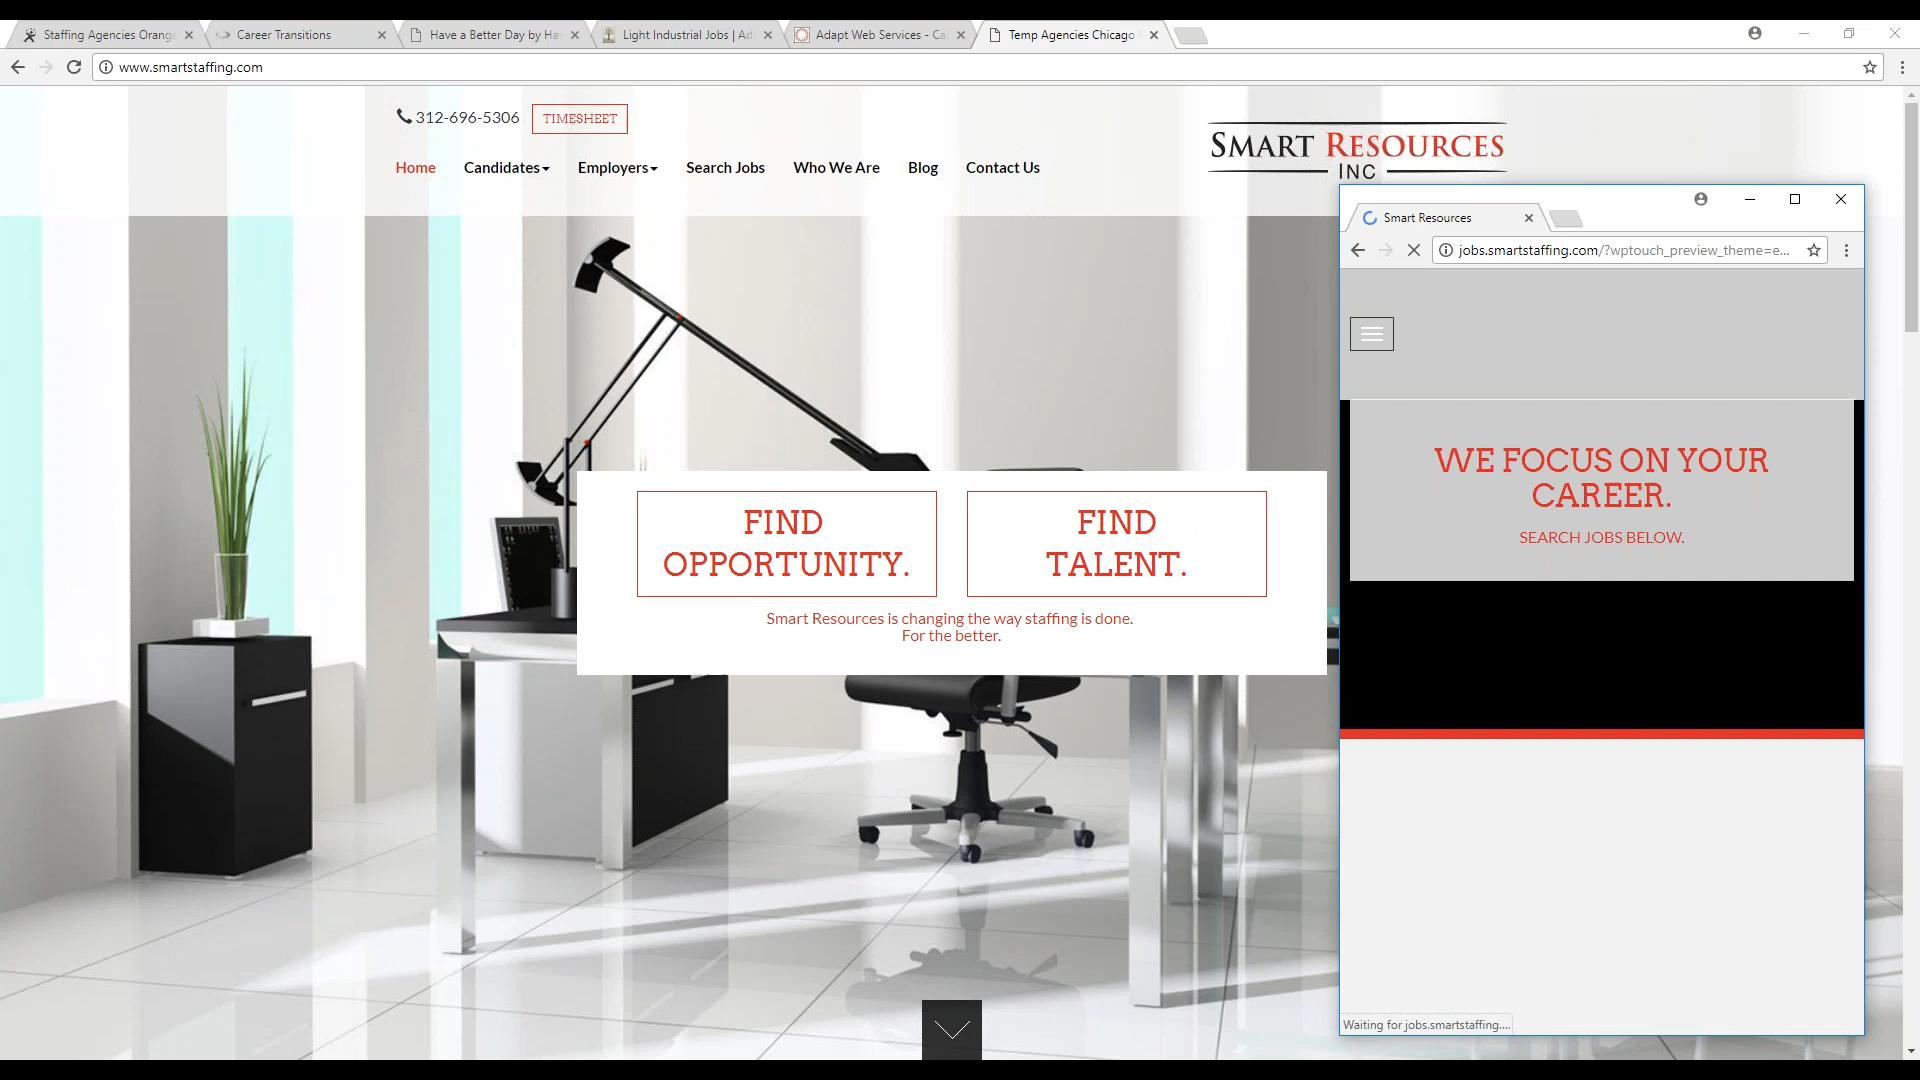 Staffing Agencies Orange
Career Transitions
Have a Better Day by Ha
Light Industrial Jobs | Ad
Adapt Web Services - Ca
Temp Agencies Chicago
www.smartstaffing.com
312-696-5306
TIMESHEET
SMART RESOURCES
INC
Home
Candidates
Employers
Search Jobs
Who We Are
Blog
Contact Us
FIND
OPPORTUNITY.
FIND
TALENT.
Smart Resources is changing the way staffing is done.
For the better.
Smart Resources
jobs.smartstaffing.com/?wptouch_preview_theme=e...
WE FOCUS ON YOUR
CAREER.
SEARCH JOBS BELOW.
Waiting for jobs.smartstaffing....